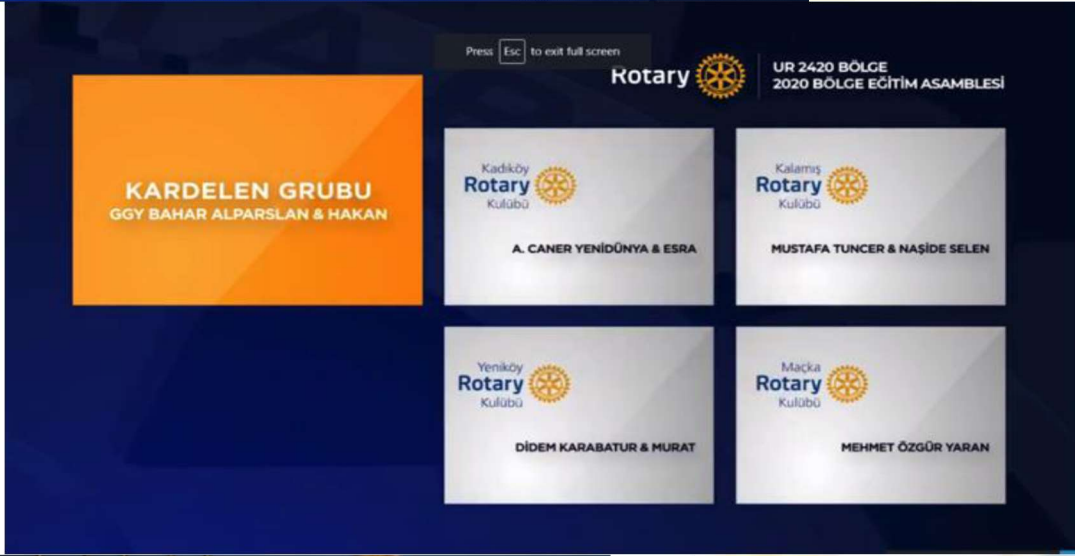 Press Esc to exit full screen
Rotary
UR 2420 BÖLGE
2020 BÖLGE EĞİTİM ASAMBLESİ
KARDELEN GRUBU
GGY BAHAR ALPARSLAN & HAKAN
Kadıköy
Rotary
Kulübü
A. CANER YENİDÜNYA & ESRA
Kalamış
Rotary
Kulübü
MUSTAFA TUNCER & NAŞİDE SELEN
Yeniköy
Rotary
Kulübü
DİDEM KARABATUR & MURAT
Maçka
Rotary
Kulübü
MEHMET ÖZGÜR YARAN